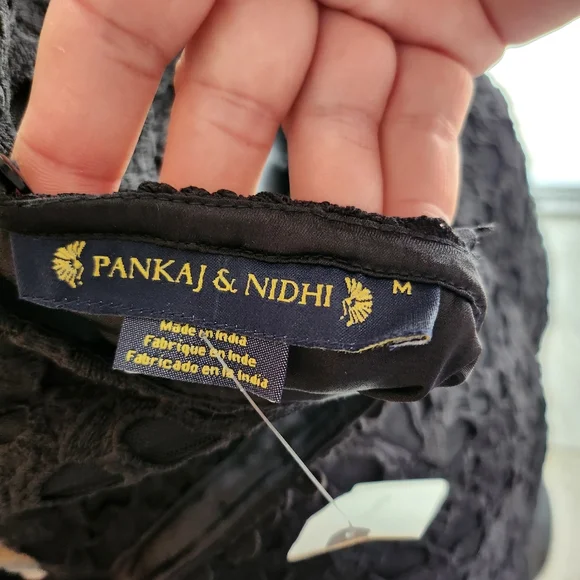 PANKAJ & NIDHI
M
Made in India
Fabrique en Inde
Fabricado en la India